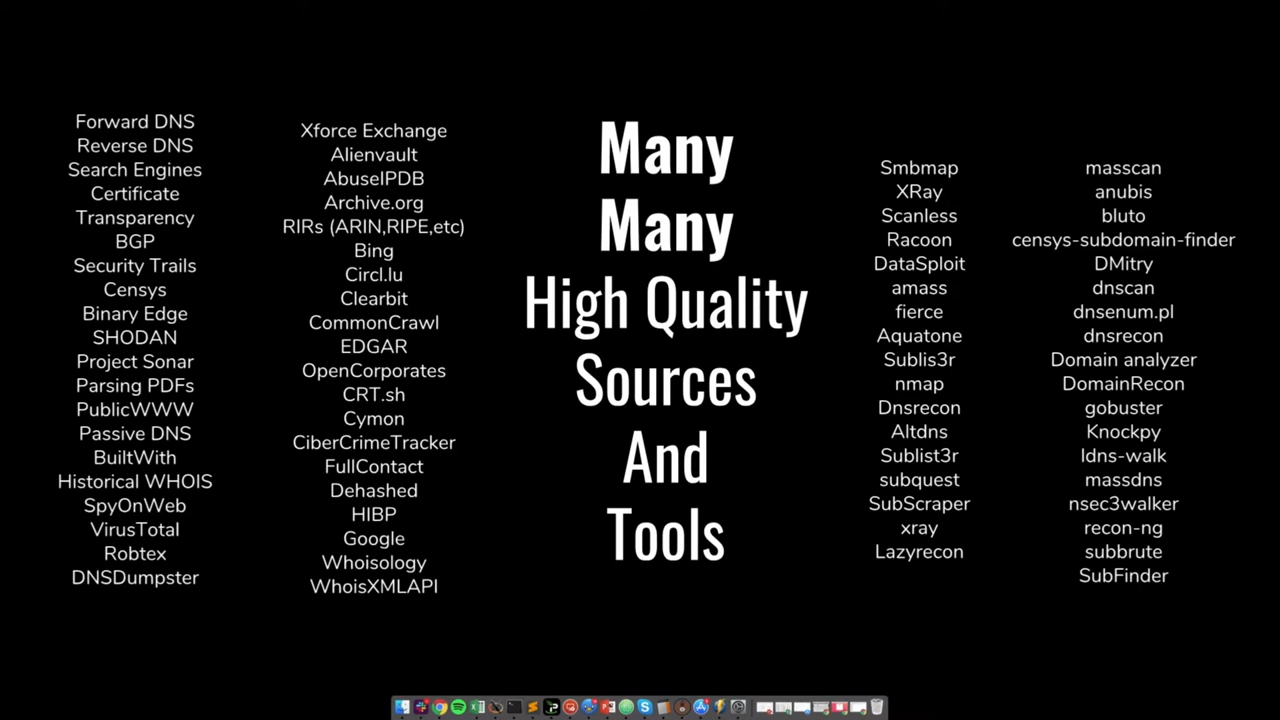 Forward DNS
Reverse DNS
Search Engines
Certificate
Transparency
BGP
Security Trails
Censys
Binary Edge
SHODAN
Project Sonar
Parsing PDFs
PublicWWW
Passive DNS
BuiltWith
Historical WHOIS
SpyOnWeb
VirusTotal
Robtex
DNSDumpster
Xforce Exchange
Alienvault
AbuseIPDB
Archive.org
RIRs (ARIN,RIPE,etc)
Bing
Circl.lu
Clearbit
CommonCrawl
EDGAR
OpenCorporates
CRT.sh
Cymon
CiberCrimeTracker
FullContact
Dehashed
HIBP
Google
Whoisology
WhoisXMLAPI
Many
Many
High Quality
Sources
And
Tools
Smbmap
XRay
Scanless
Racoon
DataSploit
amass
fierce
Aquatone
Sublis3r
nmap
Dnsrecon
Altdns
Sublist3r
subquest
SubScraper
xray
Lazyrecon
masscan
anubis
bluto
censys-subdomain-finder
DMitry
dnscan
dnsenum.pl
dnsrecon
Domain analyzer
DomainRecon
gobuster
Knockpy
ldns-walk
massdns
nsec3walker
recon-ng
subbrute
SubFinder